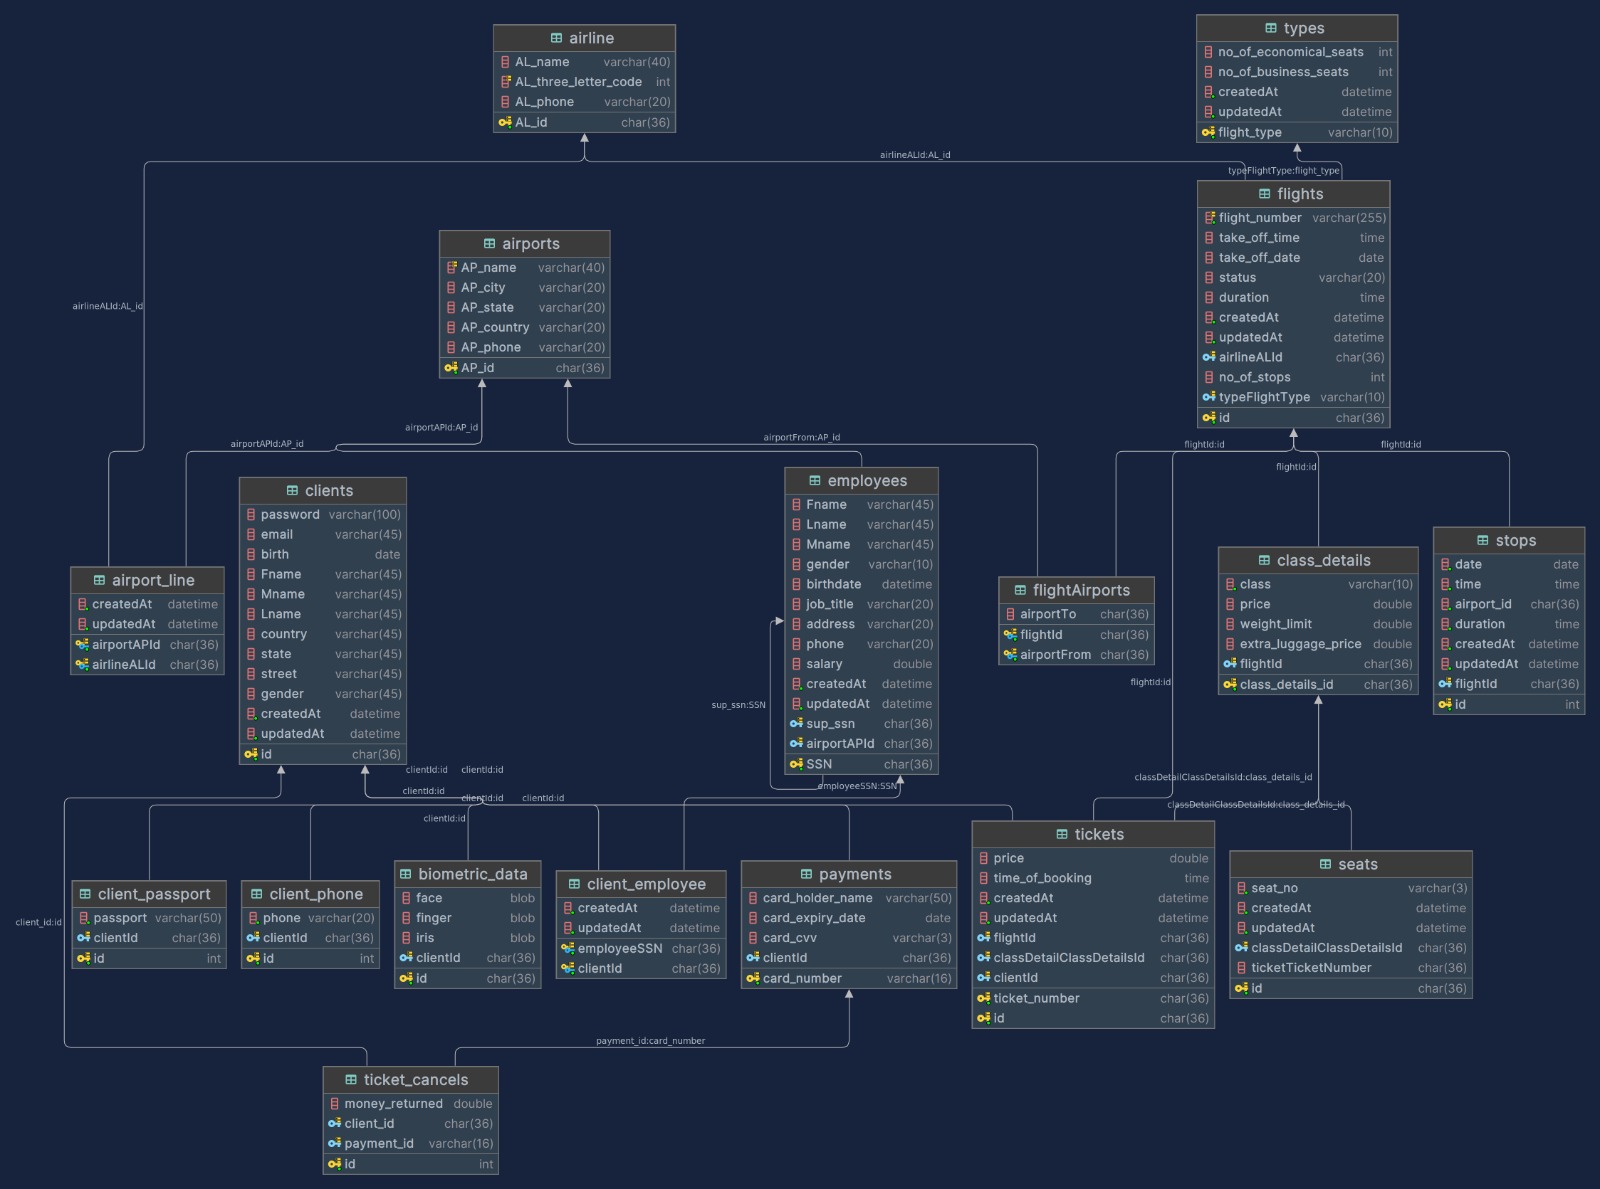 airline
AL_name varchar(40)
AL_three_letter_code int
AL_phone varchar(20)
AL_id char(36)
types
no_of_economical_seats int
no_of_business_seats int
createdAt datetime
updatedAt datetime
flight_type varchar(10)
airlineALId:AL_id
typeFlightType:flight_type
flights
flight_number varchar(255)
take_off_time time
take_off_date date
status varchar(20)
duration time
createdAt datetime
updatedAt datetime
airlineALId char(36)
no_of_stops int
typeFlightType varchar(10)
id char(36)
airports
AP_name varchar(40)
AP_city varchar(20)
AP_state varchar(20)
AP_country varchar(20)
AP_phone varchar(20)
AP_id char(36)
airlineALId:AL_id
airportAPId:AP_id
airportAPId:AP_id
airportFrom:AP_id
flightId:id
flightId:id
flightId:id
clients
password varchar(100)
email varchar(45)
birth date
Fname varchar(45)
Mname varchar(45)
Lname varchar(45)
country varchar(45)
state varchar(45)
street varchar(45)
gender varchar(45)
createdAt datetime
updatedAt datetime
id char(36)
employees
Fname varchar(45)
Lname varchar(45)
Mname varchar(45)
gender varchar(10)
birthdate datetime
job_title varchar(20)
address varchar(20)
phone varchar(20)
salary double
createdAt datetime
updatedAt datetime
sup_ssn char(36)
airportAPId char(36)
SSN char(36)
airport_line
createdAt datetime
updatedAt datetime
airportAPId char(36)
airlineALId char(36)
flightAirports
airportTo char(36)
flightId char(36)
airportFrom char(36)
class_details
class varchar(10)
price double
weight_limit double
extra_luggage_price double
flightId char(36)
class_details_id char(36)
stops
date date
time time
airport_id char(36)
duration time
createdAt datetime
updatedAt datetime
flightId char(36)
id int
flightId:id
sup_ssn:SSN
clientId:id
clientId:id
clientId:id
clientId:id
clientId:id
clientId:id
employeeSSN:SSN
classDetailClassDetailsId:class_details_id
classDetailClassDetailsId:class_details_id
client_id:id
client_passport
passport varchar(50)
clientId char(36)
id int
client_phone
phone varchar(20)
clientId char(36)
id int
biometric_data
face blob
finger blob
iris blob
clientId char(36)
id char(36)
client_employee
createdAt datetime
updatedAt datetime
employeeSSN char(36)
clientId char(36)
payments
card_holder_name varchar(50)
card_expiry_date date
card_cvv varchar(3)
clientId char(36)
card_number varchar(16)
tickets
price double
time_of_booking time
createdAt datetime
updatedAt datetime
flightId char(36)
classDetailClassDetailsId char(36)
clientId char(36)
ticket_number char(36)
id char(36)
seats
seat_no varchar(3)
createdAt datetime
updatedAt datetime
classDetailClassDetailsId char(36)
ticketTicketNumber char(36)
id char(36)
payment_id:card_number
ticket_cancels
money_returned double
client_id char(36)
payment_id varchar(16)
id int